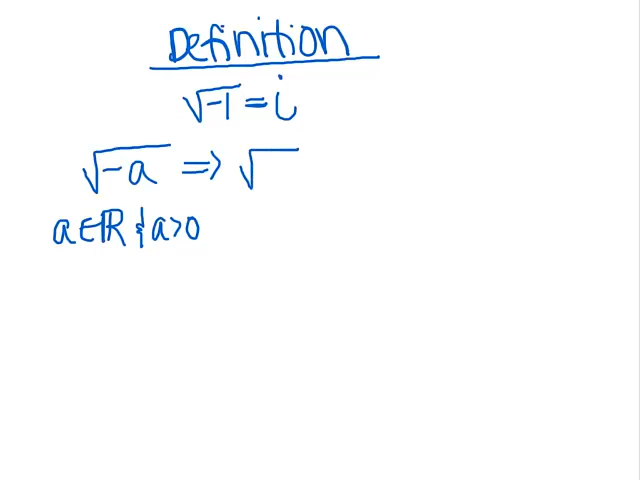 Definition
√-1 = i
√-a ⇒ √
a∈ℝ & a>0